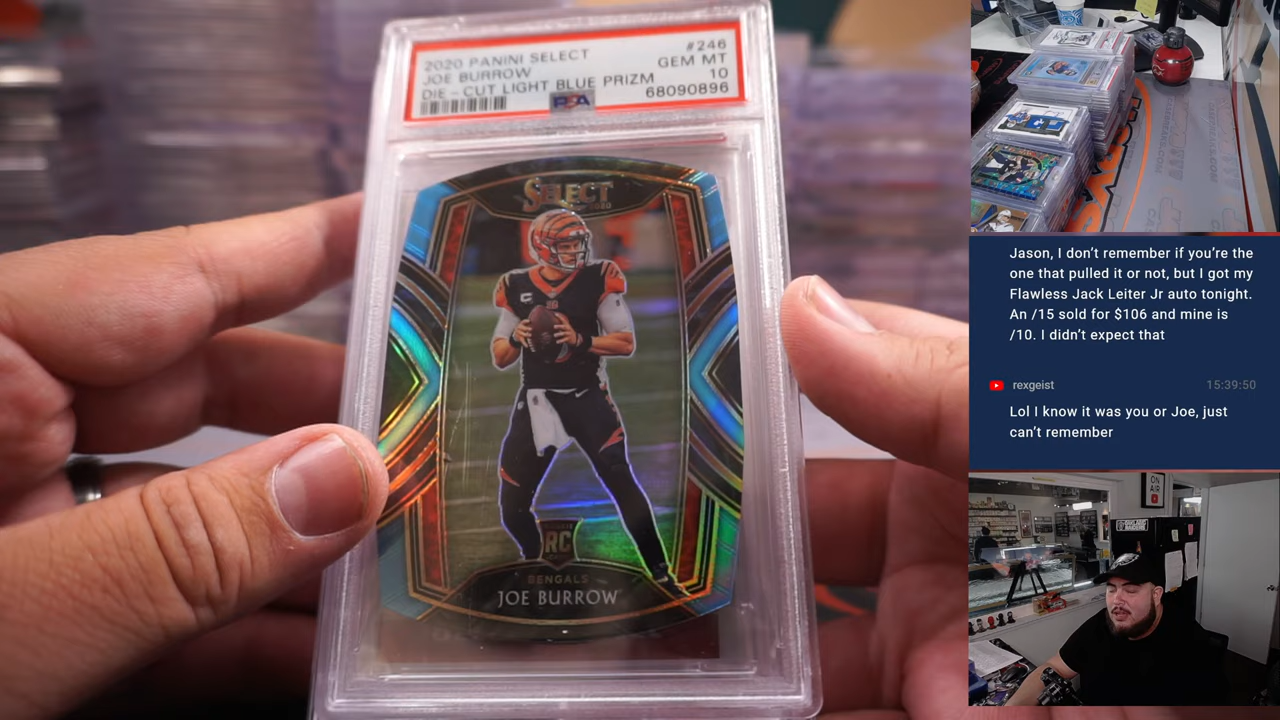 2020 PANINI SELECT
#246
JOE BURROW
GEM MT
DIE-CUT LIGHT BLUE PRIZM
10
PSA
68090896
SELECT
2020
C
RC
BENGALS
JOE BURROW
Jason, I don't remember if you're the
one that pulled it or not, but I got my
Flawless Jack Leiter Jr auto tonight.
An /15 sold for $106 and mine is
/10. I didn't expect that
rexgeist
15:39:50
Lol I know it was you or Joe, just
can't remember
ON
AIR